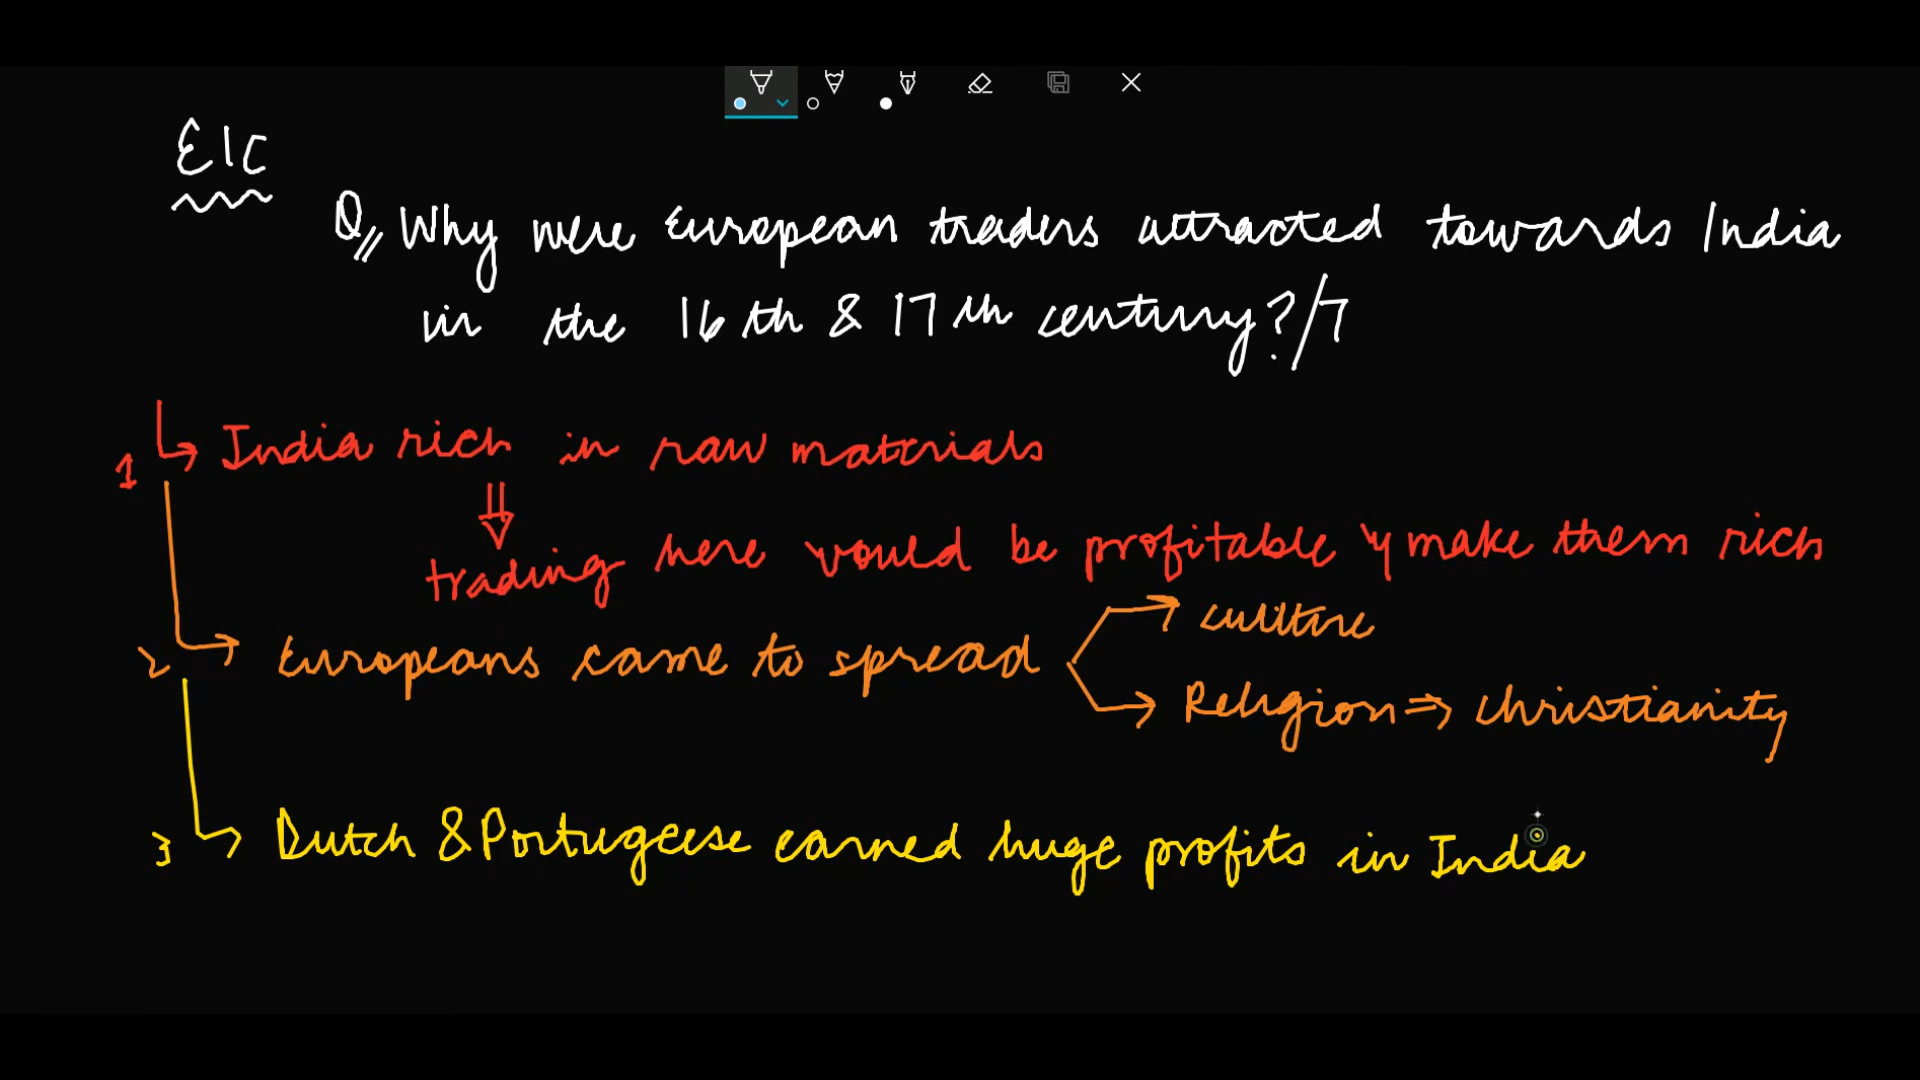 EIC
Q// Why were European traders attracted towards India
in the 16th & 17th century?/7
1 ↳ India rich in raw materials
⇓
trading here would be profitable y make them rich
2 → Europeans came to spread → culture
→ Religion ⇒ Christianity
3 → Dutch & Portugeese earned huge profits in India